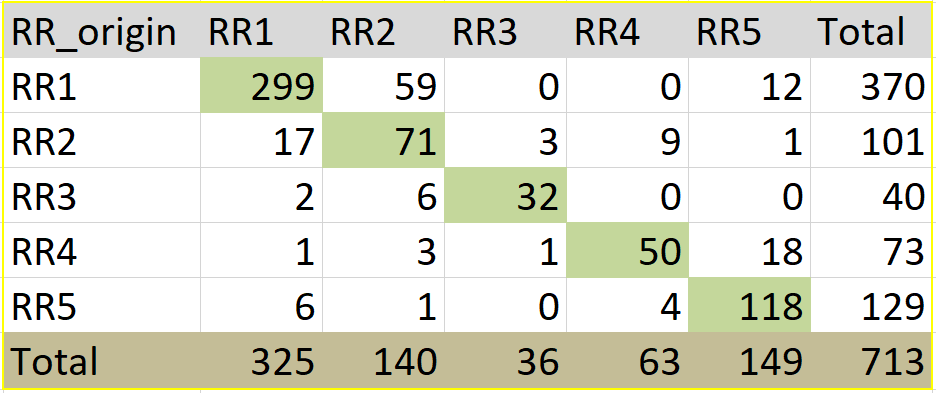 RR_origin RR1 RR2 RR3 RR4 RR5 Total
RR1 299 59 0 0 12 370
RR2 17 71 3 9 1 101
RR3 2 6 32 0 0 40
RR4 1 3 1 50 18 73
RR5 6 1 0 4 118 129
Total 325 140 36 63 149 713